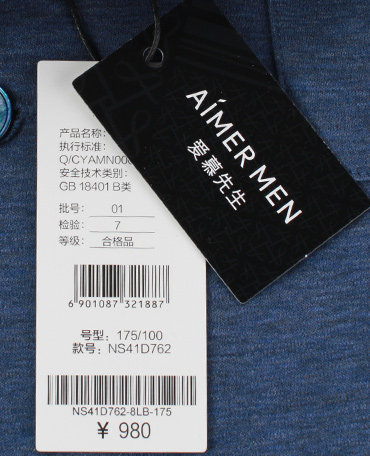 AiMER MEN
爱慕先生
产品名称:
执行标准:
Q/CYAMN000
安全技术类别:
GB 18401 B类
批号: 01
检验: 7
等级: 合格品
6 901087 321887
号型: 175/100
款号: NS41D762
NS41D762-8LB-175
¥ 980